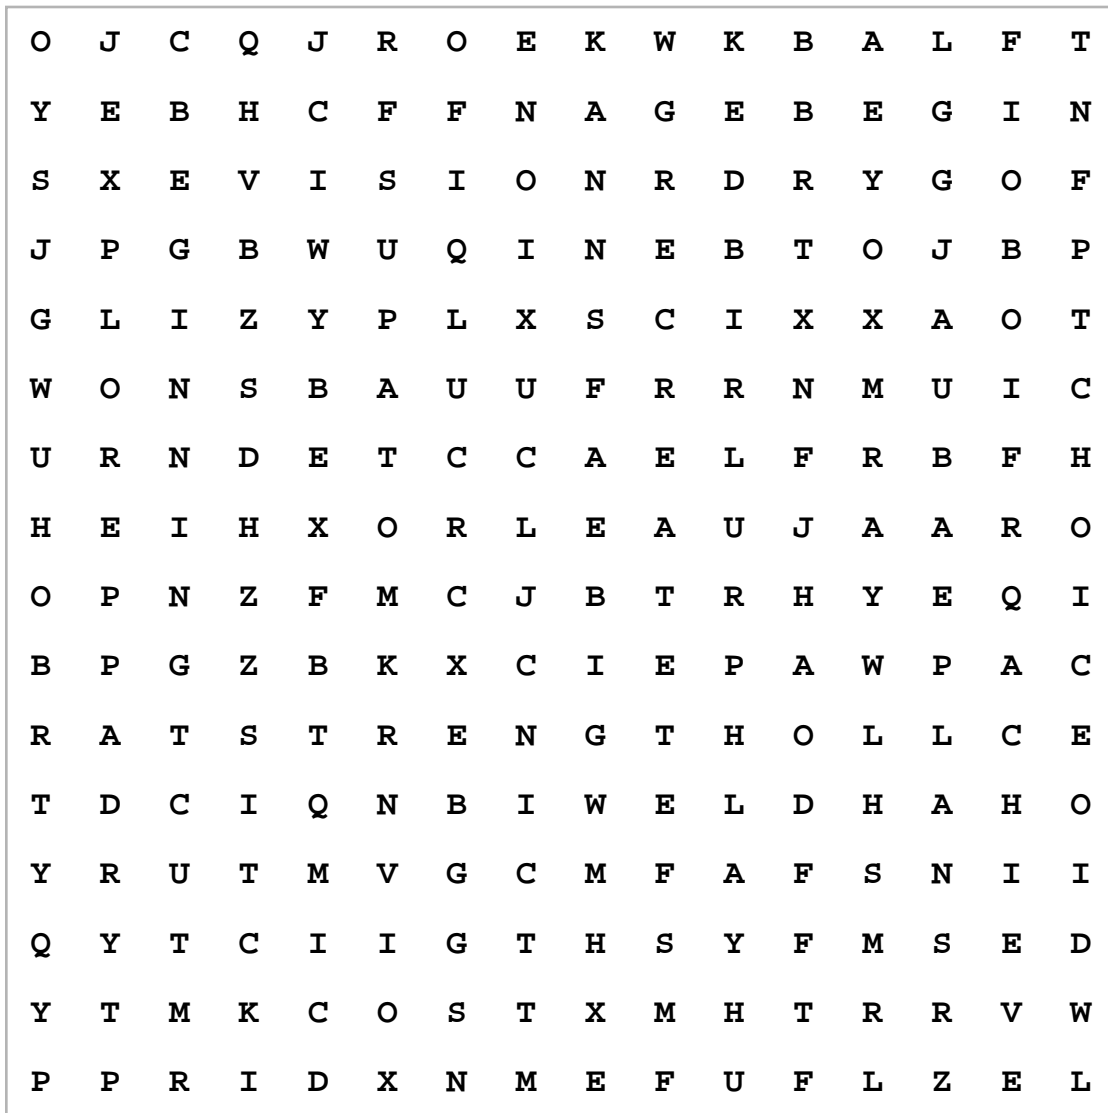 O J C Q J R O E K W K B A L F T
Y E B H C F F N A G E B E G I N
S X E V I S I O N R D R Y G O F
J P G B W U Q I N E B T O J B P
G L I Z Y P L X S C I X X A O T
W O N S B A U U F R R N M U I C
U R N D E T C C A E L F R B F H
H E I H X O R L E A U J A A R O
O P N Z F M C J B T R H Y E Q I
B P G Z B K X C I E P A W P A C
R A T S T R E N G T H O L L C E
T D C I Q N B I W E L D H A H O
Y R U T M V G C M F A F S N I I
Q Y T C I I G T H S Y F M S E D
Y T M K C O S T X M H T R R V W
P P R I D X N M E F U F L Z E L